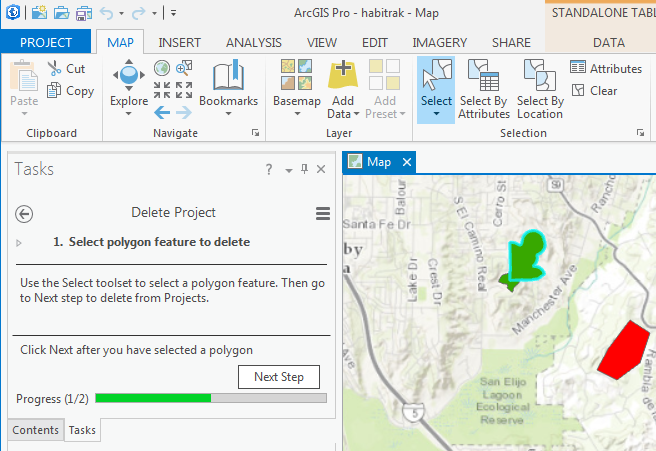 ArcGIS Pro - habitrak - Map
STANDALONE TABL
PROJECT MAP INSERT ANALYSIS VIEW EDIT IMAGERY SHARE DATA
Paste
Cut
Copy
Clipboard
Explore
Bookmarks
Navigate
Basemap
Add Data
Add Preset
Layer
Select
Select By Attributes
Select By Location
Attributes
Clear
Selection
Tasks
?
Delete Project
1. Select polygon feature to delete
Use the Select toolset to select a polygon feature. Then go
to Next step to delete from Projects.
Click Next after you have selected a polygon
Next Step
Progress (1/2)
Contents Tasks
Map
Balour
Cerro St
Rancho
Santa Fe Dr
S El Camino Real
by
Lake Dr
Crest Dr
Manchester Ave
San Elijo
Lagoon
Ecological
Reserve
5